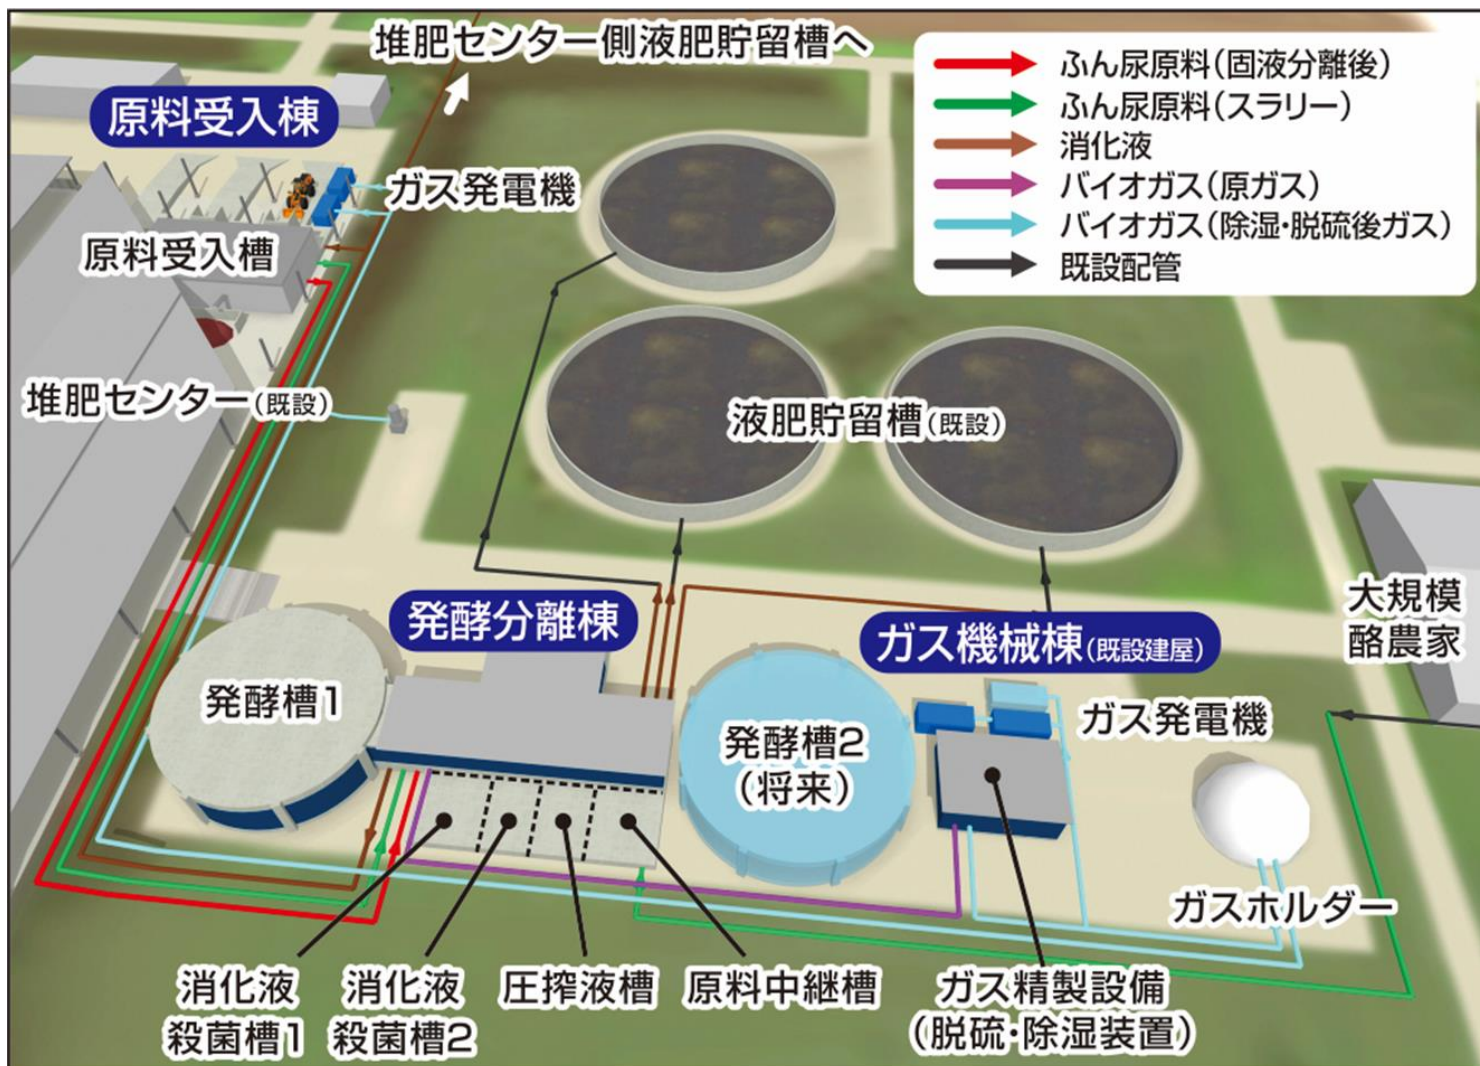 堆肥センター側液肥貯留槽へ
ふん尿原料(固液分離後)
ふん尿原料(スラリー)
消化液
バイオガス(原ガス)
バイオガス(除湿・脱硫後ガス)
既設配管
原料受入棟
ガス発電機
原料受入槽
堆肥センター(既設)
液肥貯留槽(既設)
発酵分離棟
ガス機械棟(既設建屋)
大規模
酪農家
発酵槽1
発酵槽2
(将来)
ガス発電機
ガスホルダー
消化液
殺菌槽1
消化液
殺菌槽2
圧搾液槽
原料中継槽
ガス精製設備
(脱硫・除湿装置)